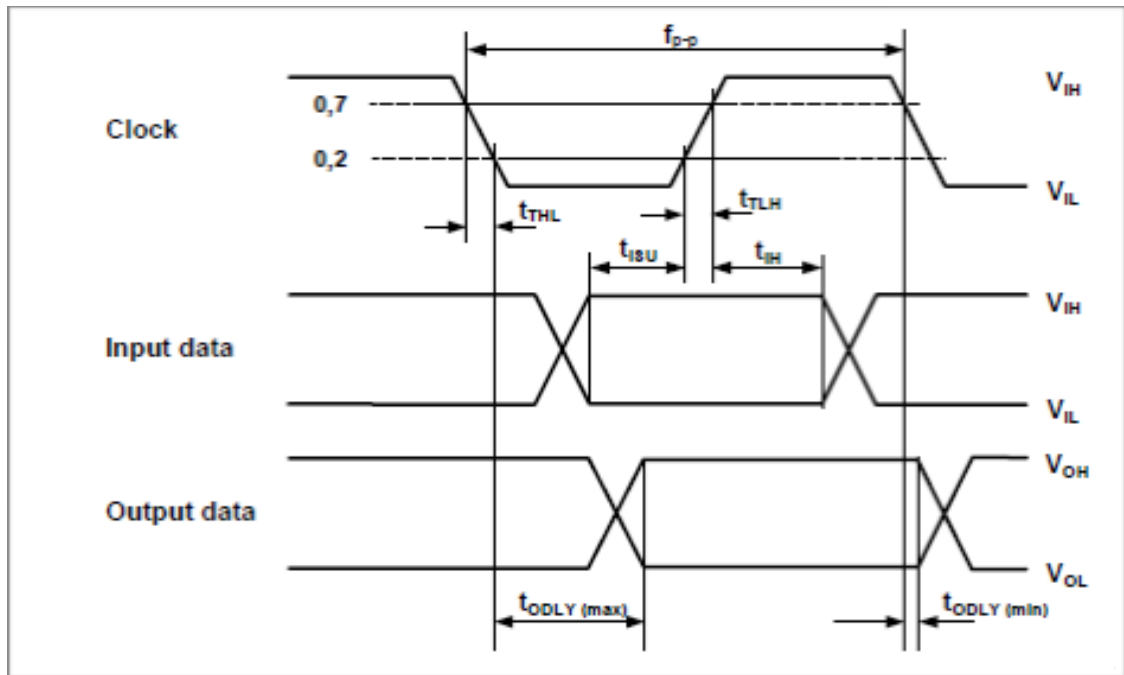 fp-p
VIH
0,7
Clock
0,2
VIL
tTHL
tTLH
tISU
tIH
VIH
Input data
VIL
VOH
Output data
VOL
tODLY (max)
tODLY (min)